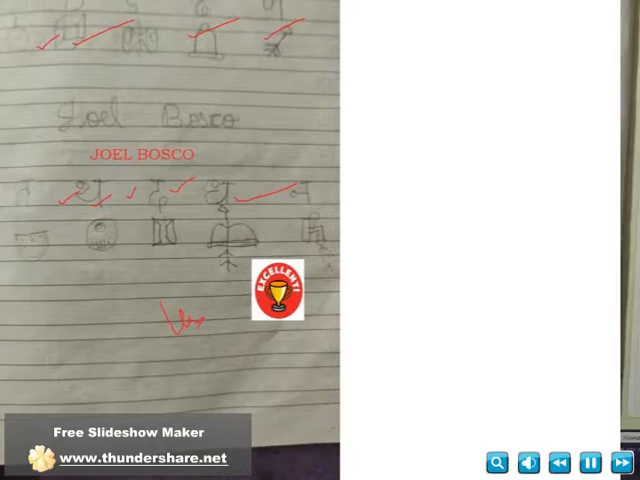 Joel Bosco
JOEL BOSCO
त थ द ध न
EXCELLENT!
Free Slideshow Maker
www.thundershare.net